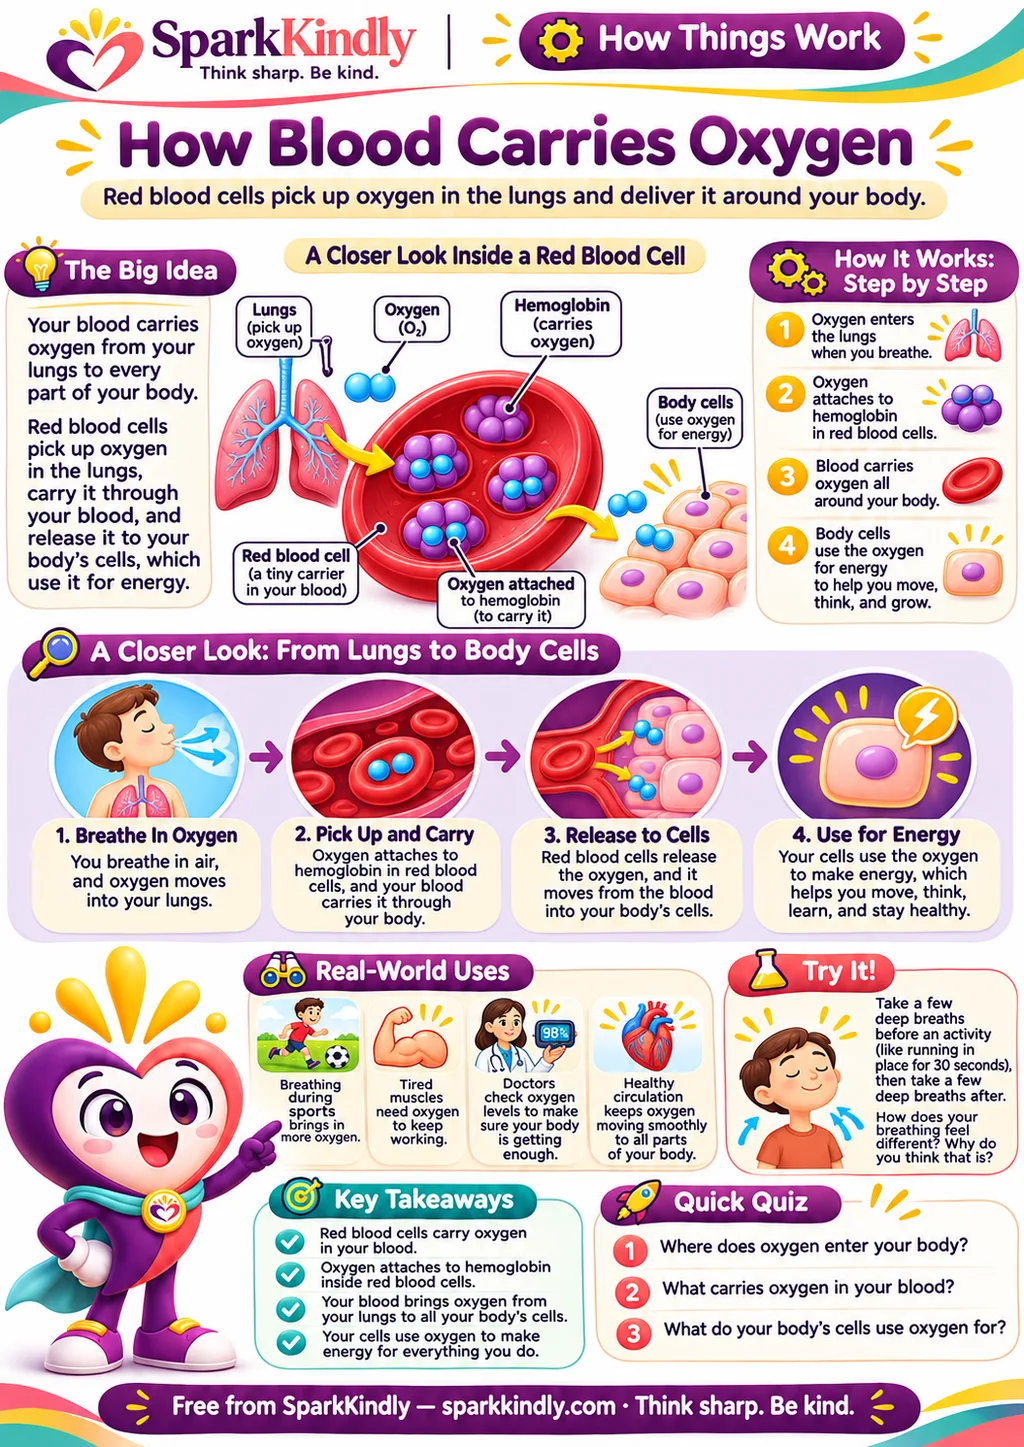 SparkKindly
Think sharp. Be kind.
How Things Work
How Blood Carries Oxygen
Red blood cells pick up oxygen in the lungs and deliver it around your body.
The Big Idea
Your blood carries
oxygen from your
lungs to every
part of your body.
Red blood cells
pick up oxygen
in the lungs,
carry it through
your blood, and
release it to your
body's cells, which
use it for energy.
A Closer Look Inside a Red Blood Cell
Lungs
(pick up
oxygen)
Oxygen
(O₂)
Hemoglobin
(carries
oxygen)
Body cells
(use oxygen
for energy)
Red blood cell
(a tiny carrier
in your blood)
Oxygen attached
to hemoglobin
(to carry it)
How It Works:
Step by Step
1
Oxygen enters
the lungs
when you breathe.
2
Oxygen
attaches to
hemoglobin
in red blood cells.
3
Blood carries
oxygen all
around your body.
4
Body cells
use the oxygen
for energy
to help you move,
think, and grow.
A Closer Look: From Lungs to Body Cells
1. Breathe In Oxygen
You breathe in air,
and oxygen moves
into your lungs.
2. Pick Up and Carry
Oxygen attaches to
hemoglobin in red blood
cells, and your blood
carries it through
your body.
3. Release to Cells
Red blood cells release
the oxygen, and it
moves from the blood
into your body's cells.
4. Use for Energy
Your cells use the oxygen
to make energy, which
helps you move, think,
learn, and stay healthy.
Real-World Uses
Breathing
during
sports
brings in
more oxygen.
Tired
muscles
need oxygen
to keep
working.
98%
Doctors
check oxygen
levels to make
sure your body
is getting
enough.
Healthy
circulation
keeps oxygen
moving smoothly
to all parts
of your body.
Try It!
Take a few
deep breaths
before an activity
(like running in
place for 30 seconds),
then take a few
deep breaths after.
How does your
breathing feel
different? Why do
you think that is?
Key Takeaways
Red blood cells carry oxygen
in your blood.
Oxygen attaches to hemoglobin
inside red blood cells.
Your blood brings oxygen from
your lungs to all your body's cells.
Your cells use oxygen to make
energy for everything you do.
Quick Quiz
1 Where does oxygen enter your body?
2 What carries oxygen in your blood?
3 What do your body's cells use oxygen for?
Free from SparkKindly — sparkkindly.com · Think sharp. Be kind.